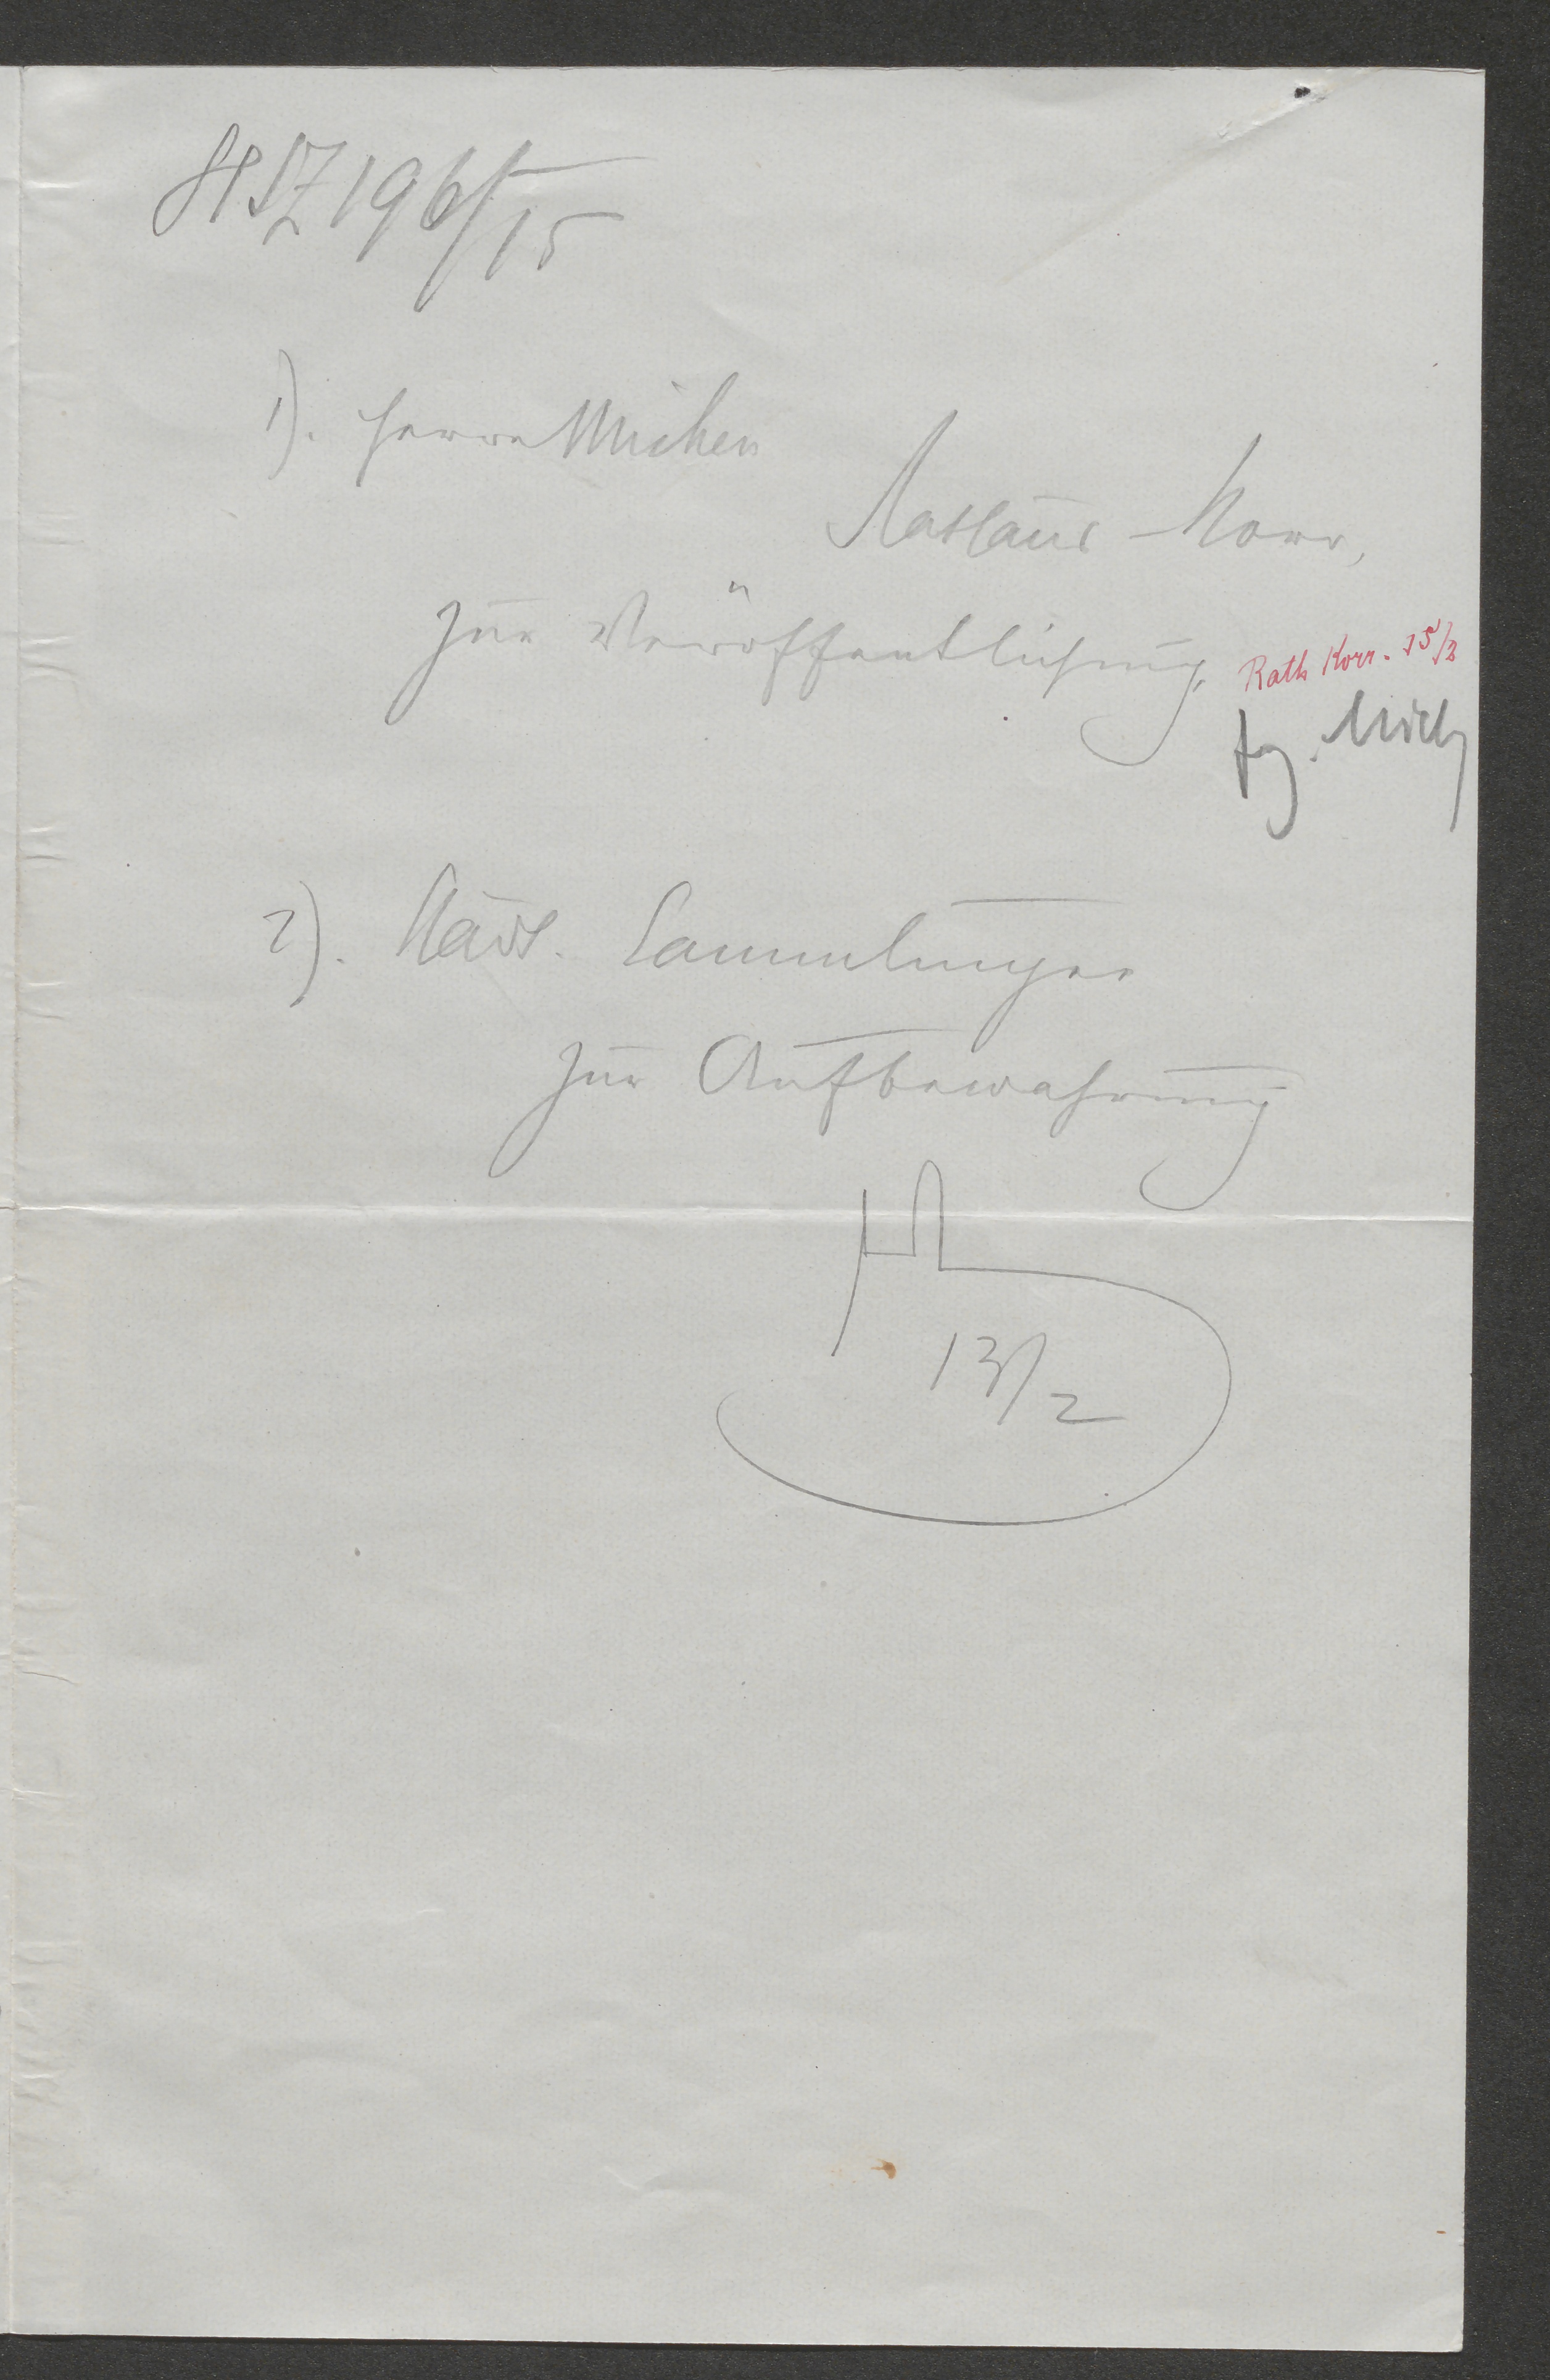 196/15
1). Herrn Micheu
Rathaus-Korr,
zur Veröffentlichung.
Rath Korr. 15/2
2). Städt. Sammlungen
zur Aufbewahrung
13/2